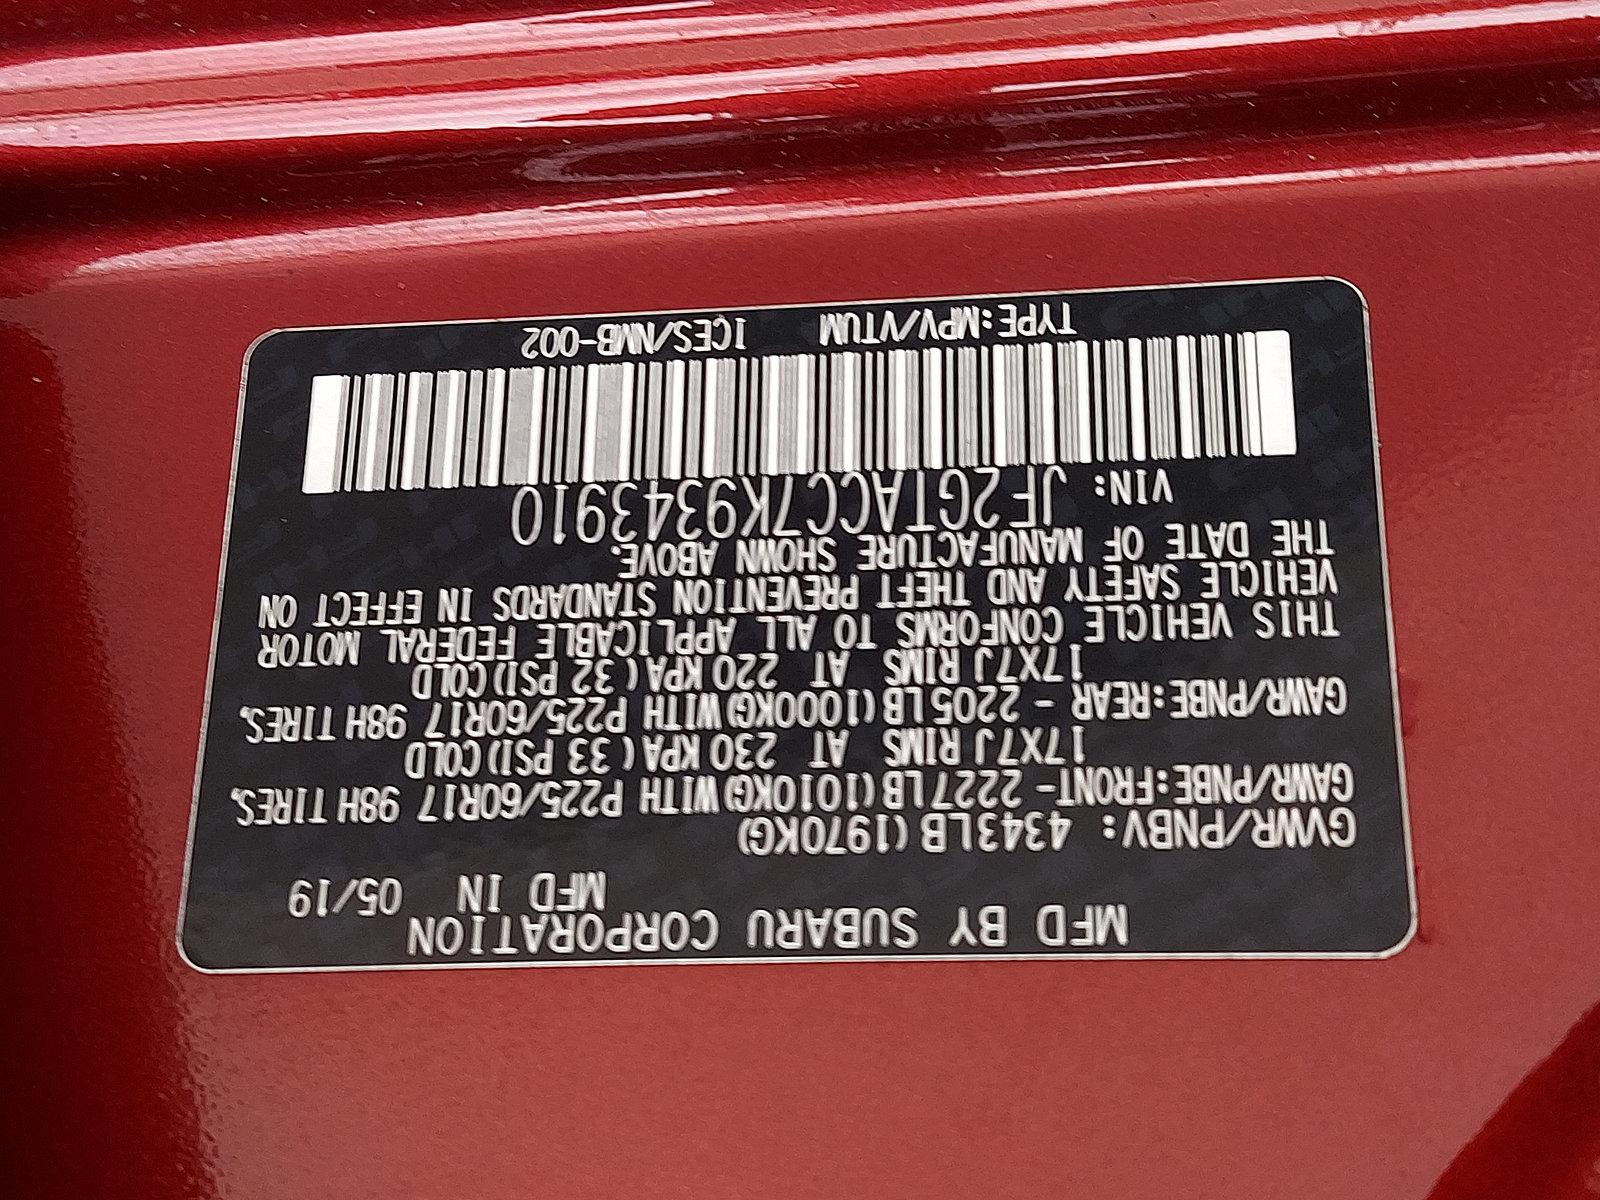 MFD BY SUBARU CORPORATION
MFD IN 05/19
GVWR/PNBV: 4343LB (1970KG)
GAWR/PNBE:FRONT- 2227LB (1010KG) WITH P225/60R17 98H TIRES,
17X7J RIMS AT 230 KPA ( 33 PSI) COLD
GAWR/PNBE:REAR - 2205LB (1000KG) WITH P225/60R17 98H TIRES,
17X7J RIMS AT 220 KPA ( 32 PSI) COLD
THIS VEHICLE CONFORMS TO ALL APPLICABLE FEDERAL MOTOR
VEHICLE SAFETY AND THEFT PREVENTION STANDARDS IN EFFECT ON
THE DATE OF MANUFACTURE SHOWN ABOVE.
VIN: JF2GTACC7K9343910
TYPE:MPV/VTUM ICES/NMB-002